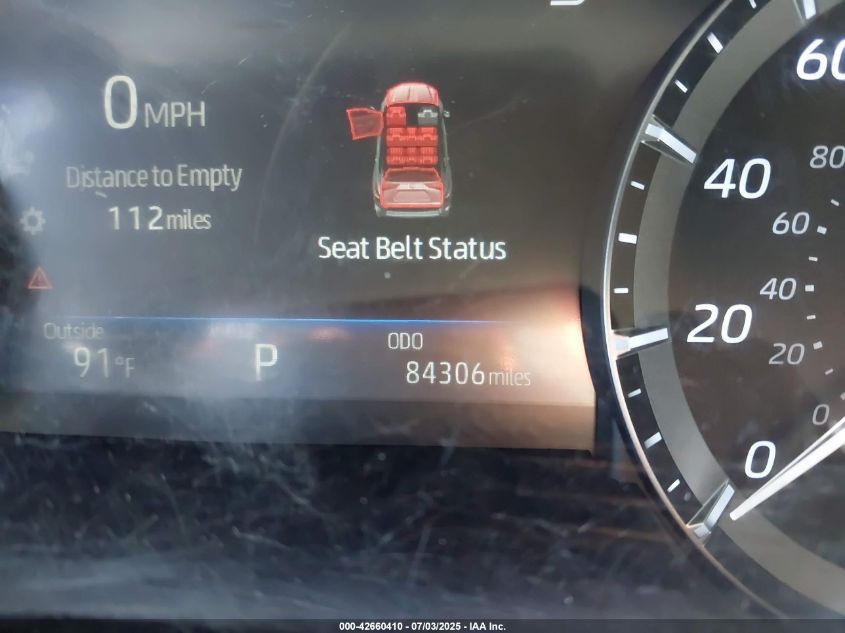 0 MPH
Distance to Empty
112 miles
Seat Belt Status
Outside
91°F
P
ODO
84306 miles
60
40
20
0
80
60
40
20
0
000-42660410 - 07/03/2025 - IAA Inc.